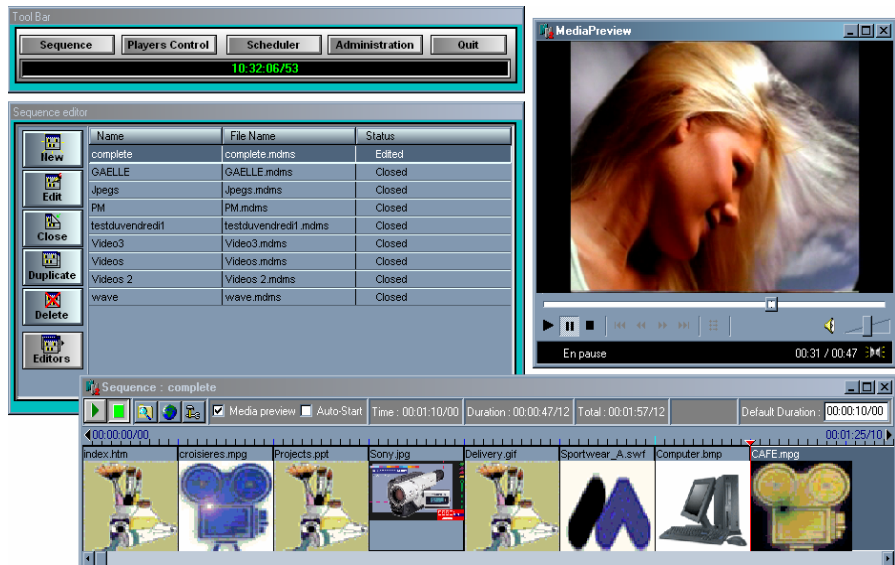 Tool Bar
Sequence Players Control Scheduler Administration Quit
10:32:06/53
MediaPreview
Sequence editor
New
Edit
Close
Duplicate
Delete
Editors
Name File Name Status
complete complete.mdms Edited
GAELLE GAELLE.mdms Closed
Jpegs Jpegs.mdms Closed
PM PM.mdms Closed
testduvendredi1 testduvendredi1.mdms Closed
Video3 Video3.mdms Closed
Videos Videos.mdms Closed
Videos 2 Videos 2.mdms Closed
wave wave.mdms Closed
En pause 00:31 / 00:47
Sequence : complete
Media preview Auto-Start Time : 00:01:10/00 Duration : 00:00:47/12 Total : 00:01:57/12 Default Duration : 00:00:10/00
00:00:00/00 00:01:25/10
index.htm croisieres.mpg Projects.ppt Sony.jpg Delivery.gif Sportwear_A.swf Computer.bmp CAFE.mpg